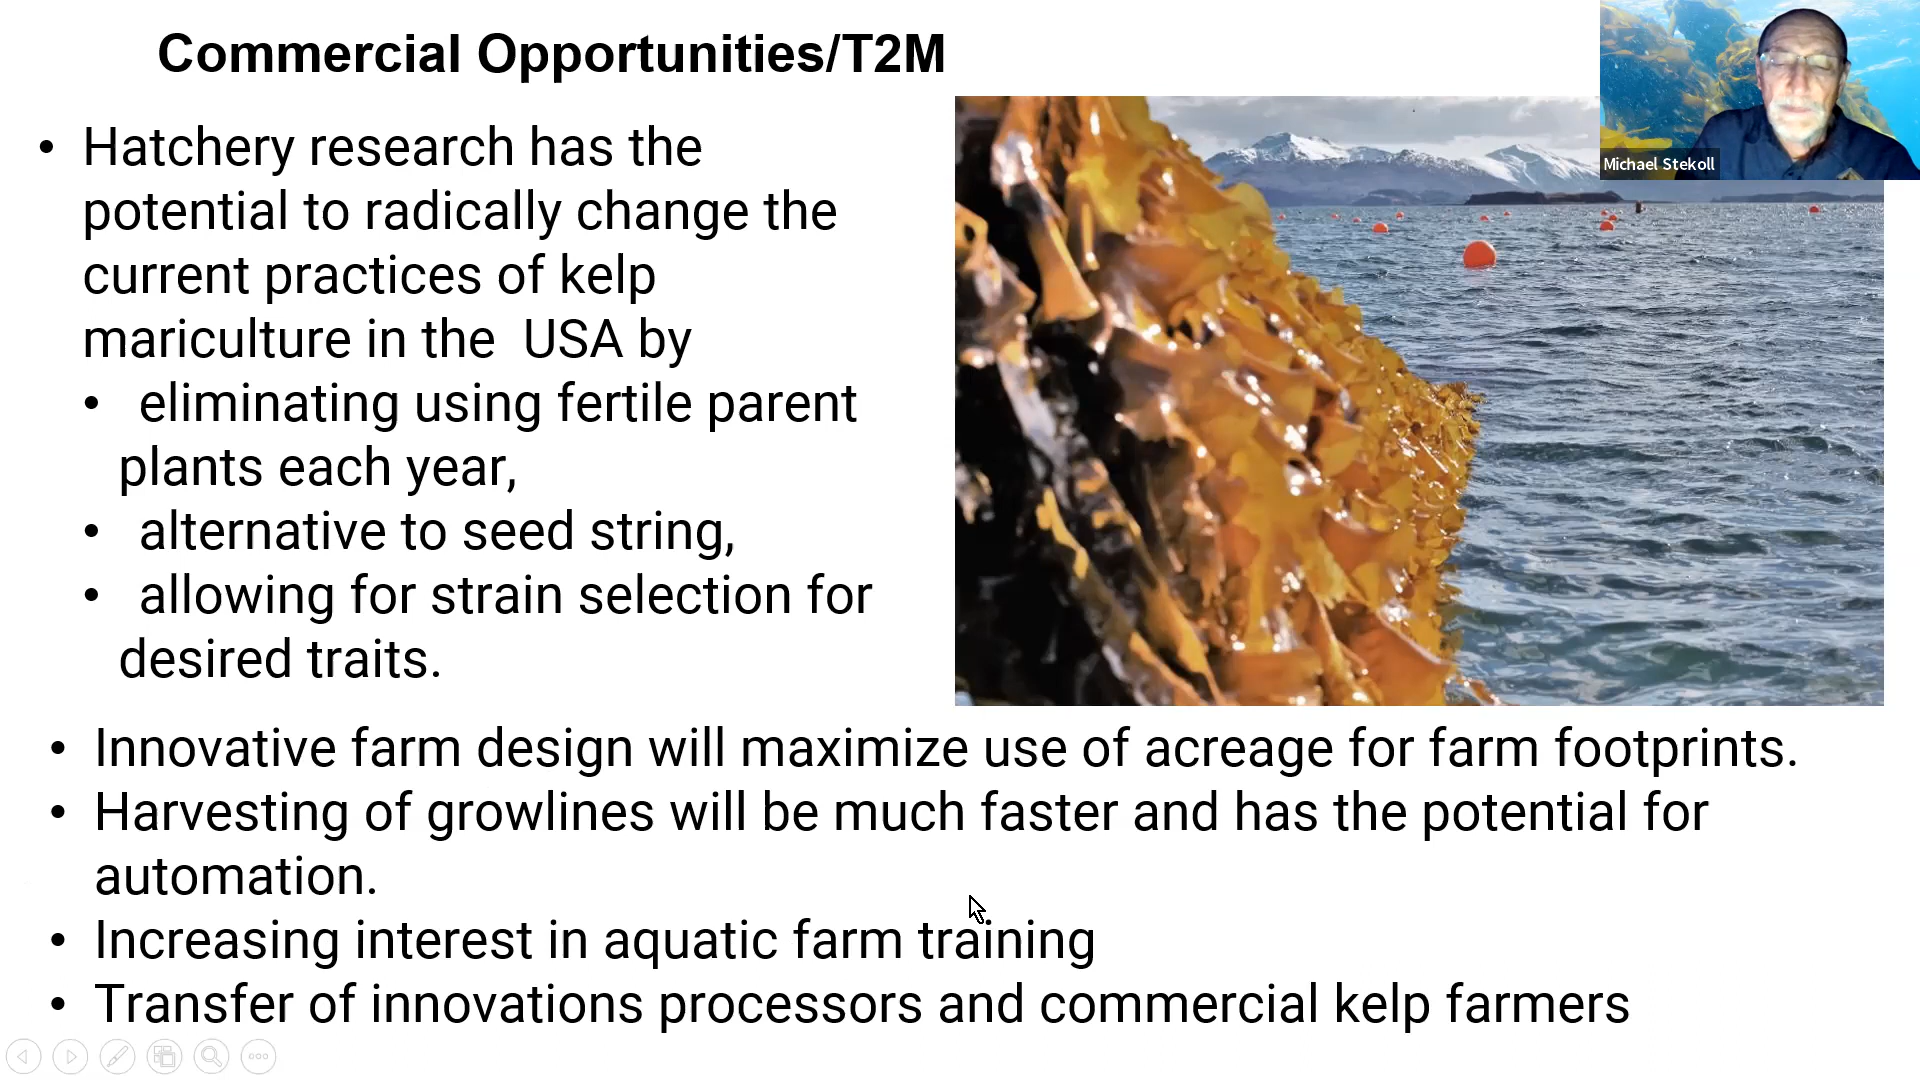 Commercial Opportunities/T2M
Michael Stekoll
• Hatchery research has the
potential to radically change the
current practices of kelp
mariculture in the  USA by
• eliminating using fertile parent
plants each year,
• alternative to seed string,
• allowing for strain selection for
desired traits.
• Innovative farm design will maximize use of acreage for farm footprints.
• Harvesting of growlines will be much faster and has the potential for
automation.
• Increasing interest in aquatic farm training
• Transfer of innovations processors and commercial kelp farmers